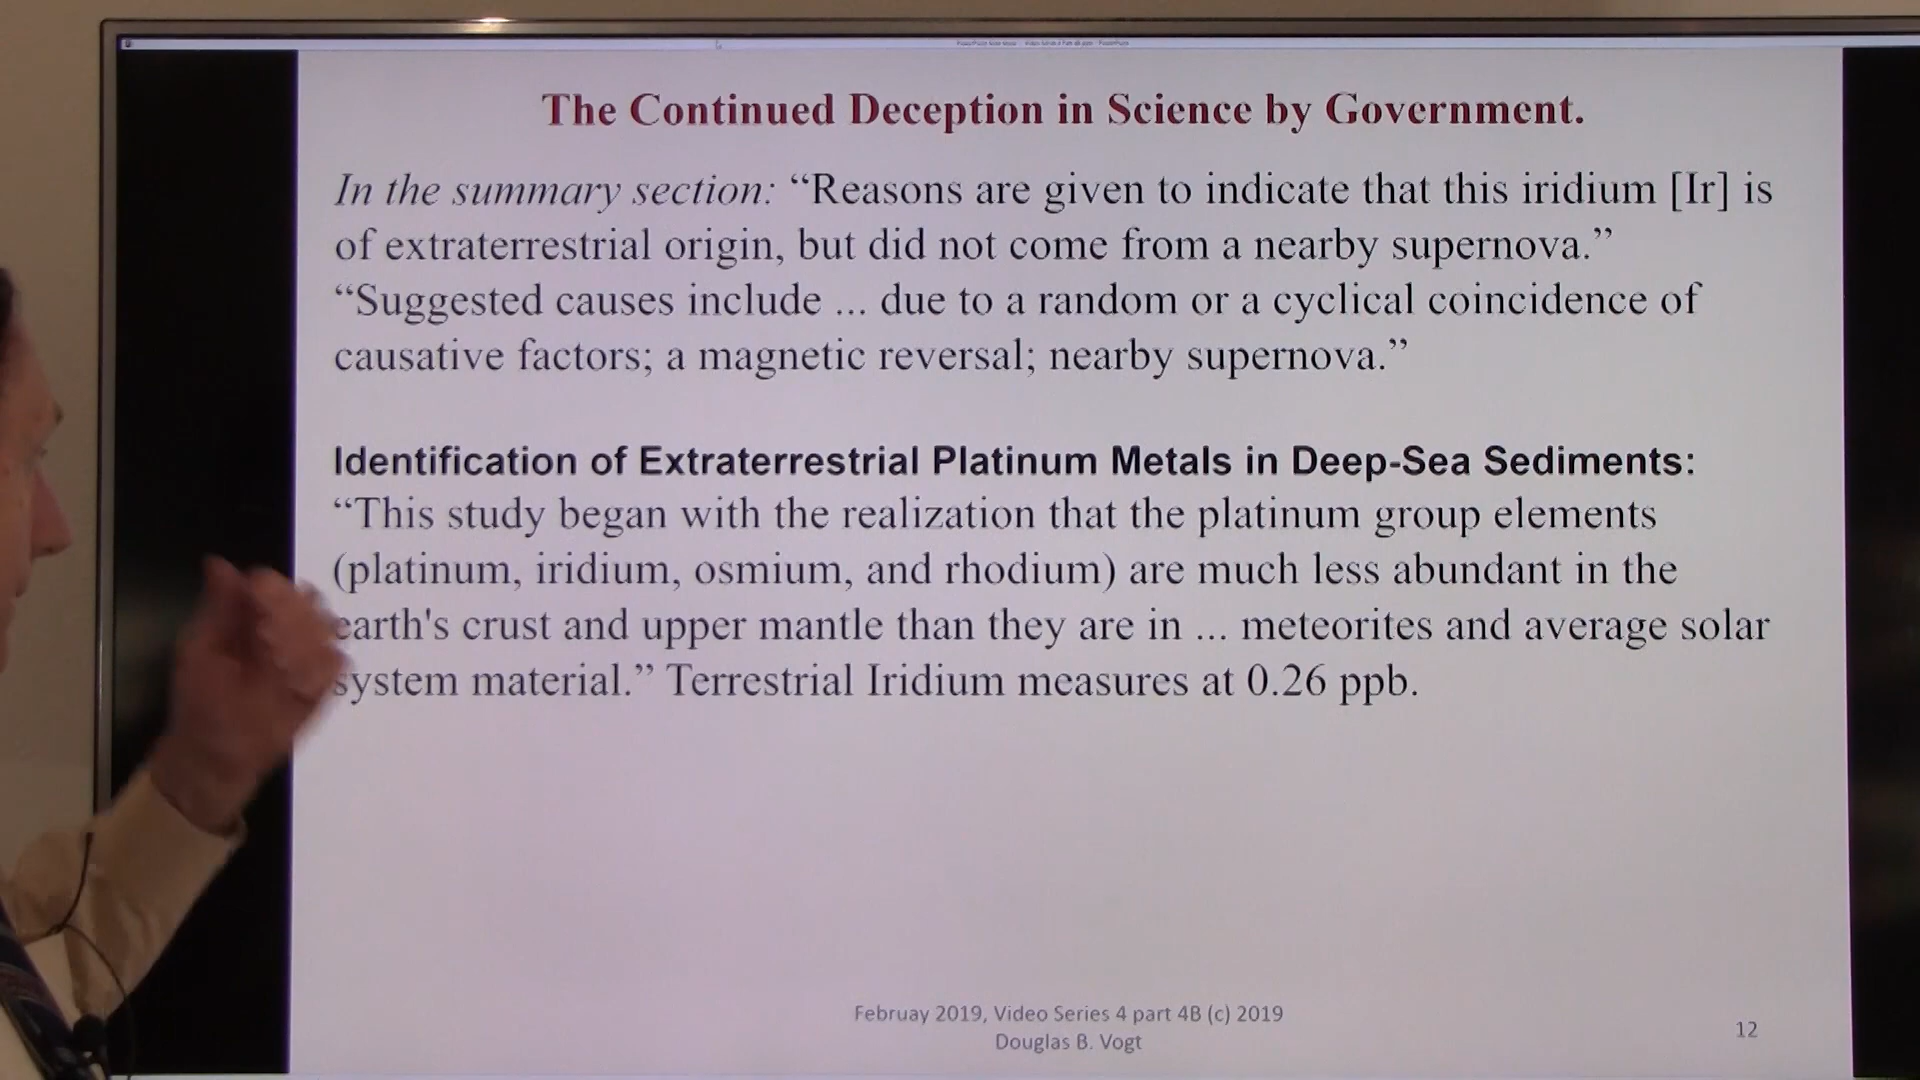 The Continued Deception in Science by Government.
In the summary section: “Reasons are given to indicate that this iridium [Ir] is
of extraterrestrial origin, but did not come from a nearby supernova.”
“Suggested causes include ... due to a random or a cyclical coincidence of
causative factors; a magnetic reversal; nearby supernova.”
Identification of Extraterrestrial Platinum Metals in Deep-Sea Sediments:
“This study began with the realization that the platinum group elements
(platinum, iridium, osmium, and rhodium) are much less abundant in the
earth's crust and upper mantle than they are in ... meteorites and average solar
system material.” Terrestrial Iridium measures at 0.26 ppb.
Februay 2019, Video Series 4 part 4B (c) 2019
Douglas B. Vogt
12